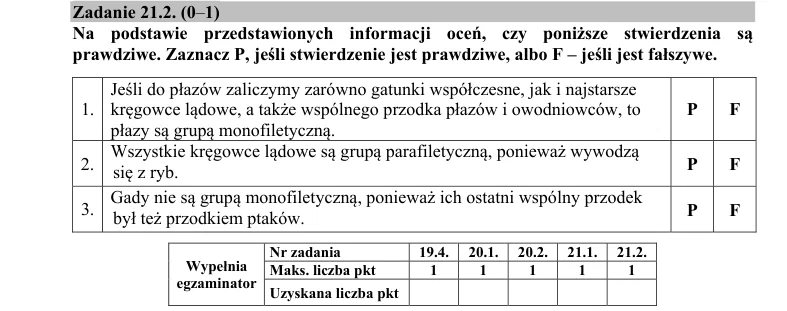 Zadanie 21.2. (0–1)
Na podstawie przedstawionych informacji oceń, czy poniższe stwierdzenia są
prawdziwe. Zaznacz P, jeśli stwierdzenie jest prawdziwe, albo F – jeśli jest fałszywe.
1. Jeśli do płazów zaliczymy zarówno gatunki współczesne, jak i najstarsze
kręgowce lądowe, a także wspólnego przodka płazów i owodniowców, to
płazy są grupą monofiletyczną. P F
2. Wszystkie kręgowce lądowe są grupą parafiletyczną, ponieważ wywodzą
się z ryb. P F
3. Gady nie są grupą monofiletyczną, ponieważ ich ostatni wspólny przodek
był też przodkiem ptaków. P F
Wypełnia
egzaminator
Nr zadania 19.4. 20.1. 20.2. 21.1. 21.2.
Maks. liczba pkt 1 1 1 1 1
Uzyskana liczba pkt